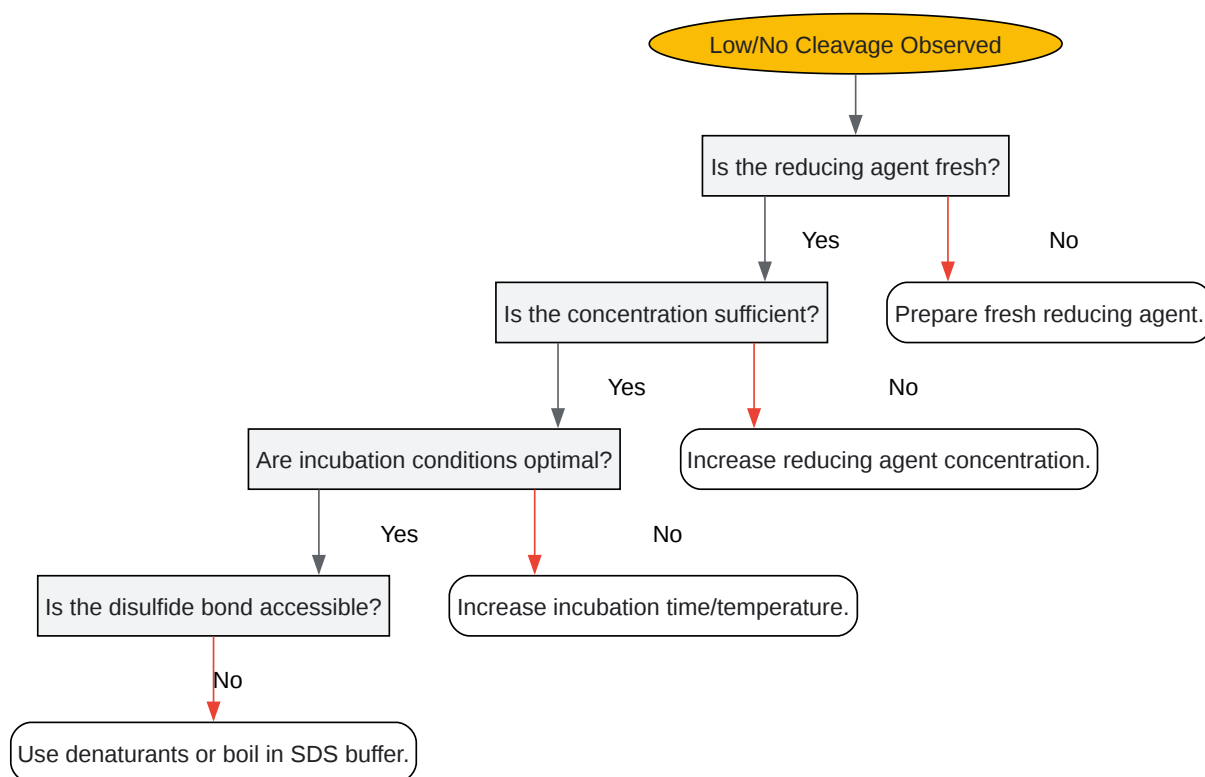 Low/No Cleavage Observed
Is the reducing agent fresh?
Yes
No
Is the concentration sufficient?
Prepare fresh reducing agent.
Yes
No
Are incubation conditions optimal?
Increase reducing agent concentration.
Yes
No
Is the disulfide bond accessible?
Increase incubation time/temperature.
No
Use denaturants or boil in SDS buffer.